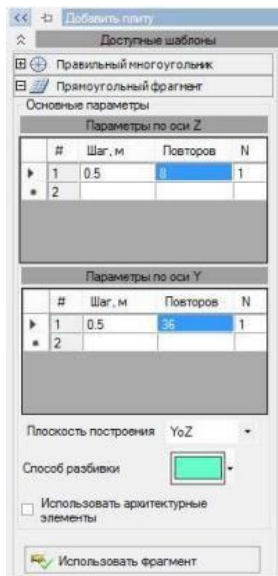 Добавить плиту
Доступные шаблоны
Правильный многоугольник
Прямоугольный фрагмент
Основные параметры
Параметры по оси Z
# Шаг, м Повторов N
1 0.5 8 1
2
Параметры по оси Y
# Шаг, м Повторов N
1 0.5 36 1
2
Плоскость построения YoZ
Способ разбивки
Использовать архитектурные
элементы
Использовать фрагмент